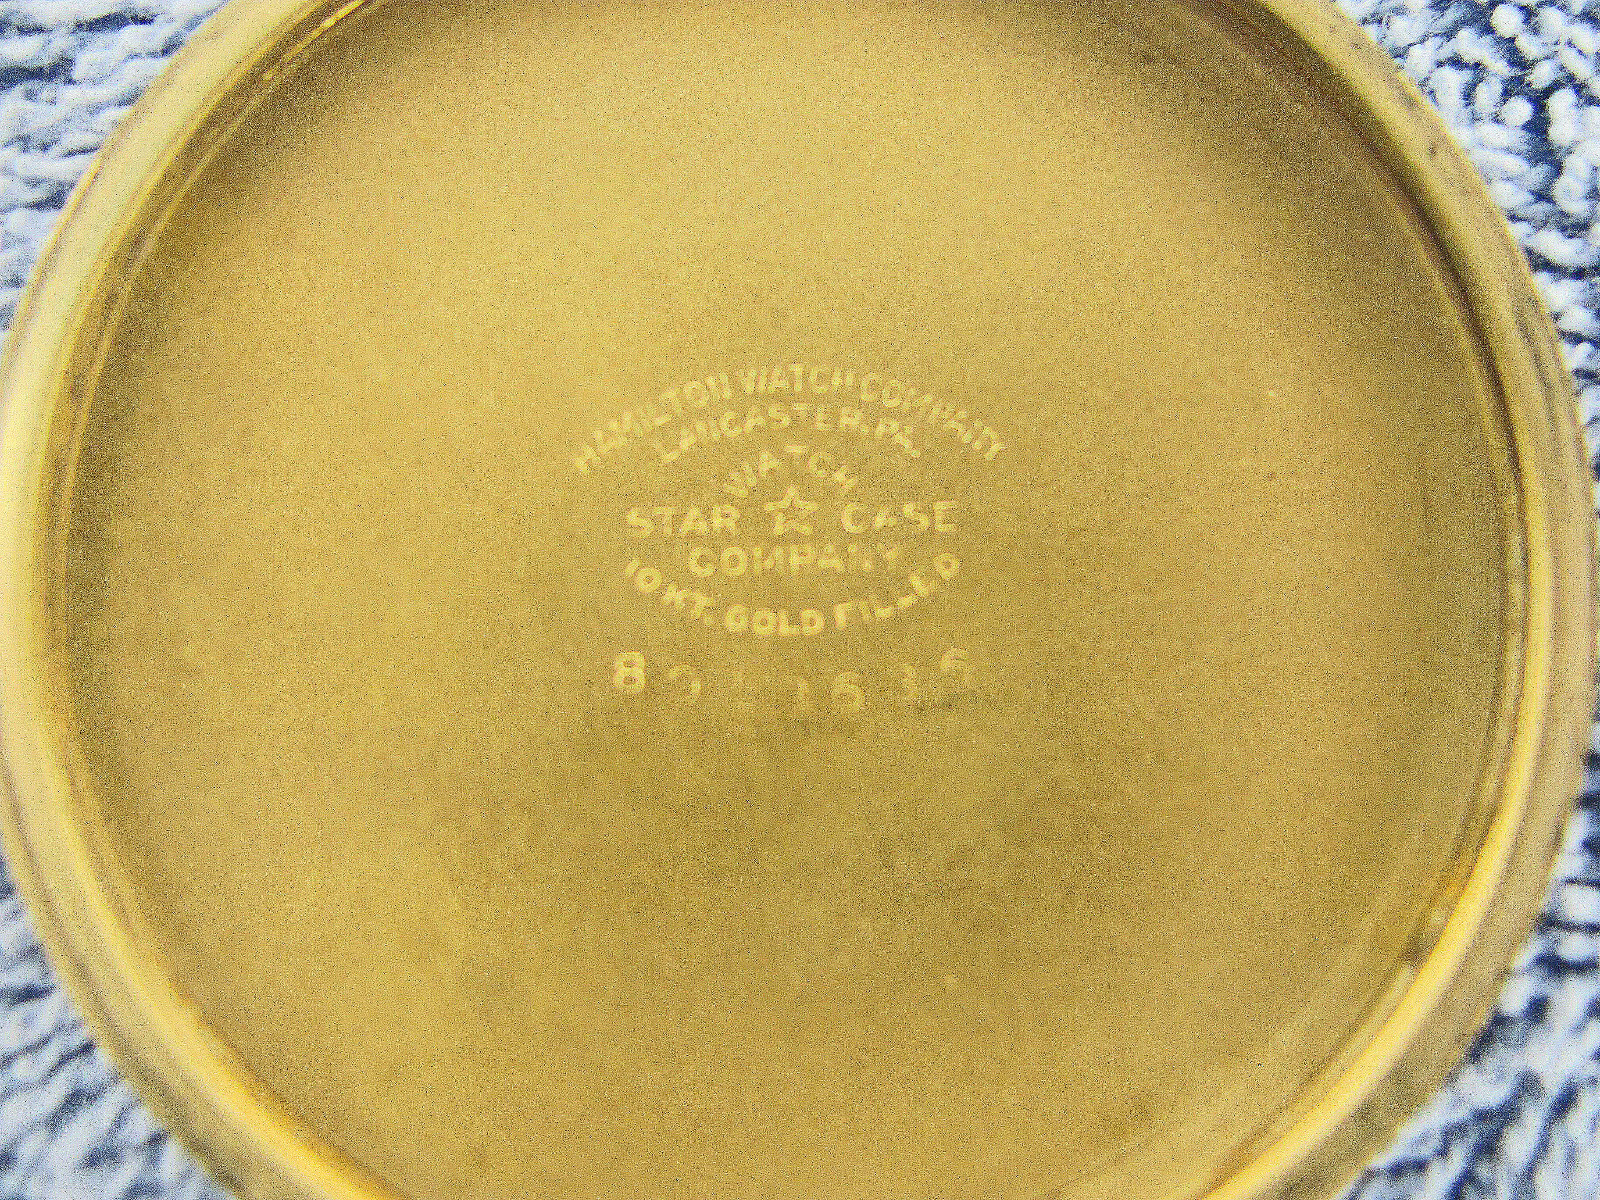 HAMILTON WATCH COMPANY
LANCASTER, PA.
WATCH
STAR CASE
COMPANY
10 KT. GOLD FILLED